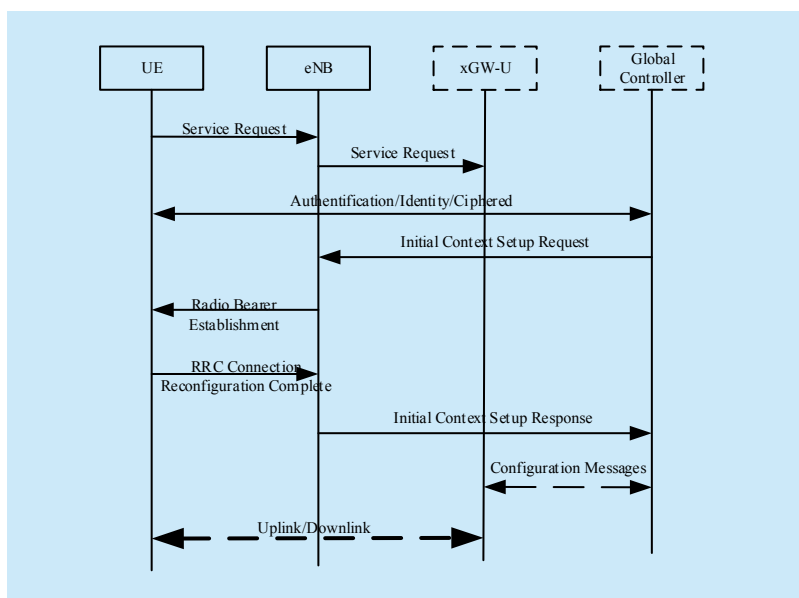 UE
eNB
xGW-U
Global
Controller
Service Request
Service Request
Authentification/Identity/Ciphered
Initial Context Setup Request
Radio Bearer
Establishment
RRC Connection
Reconfiguration Complete
Initial Context Setup Response
Configuration Messages
Uplink/Downlink